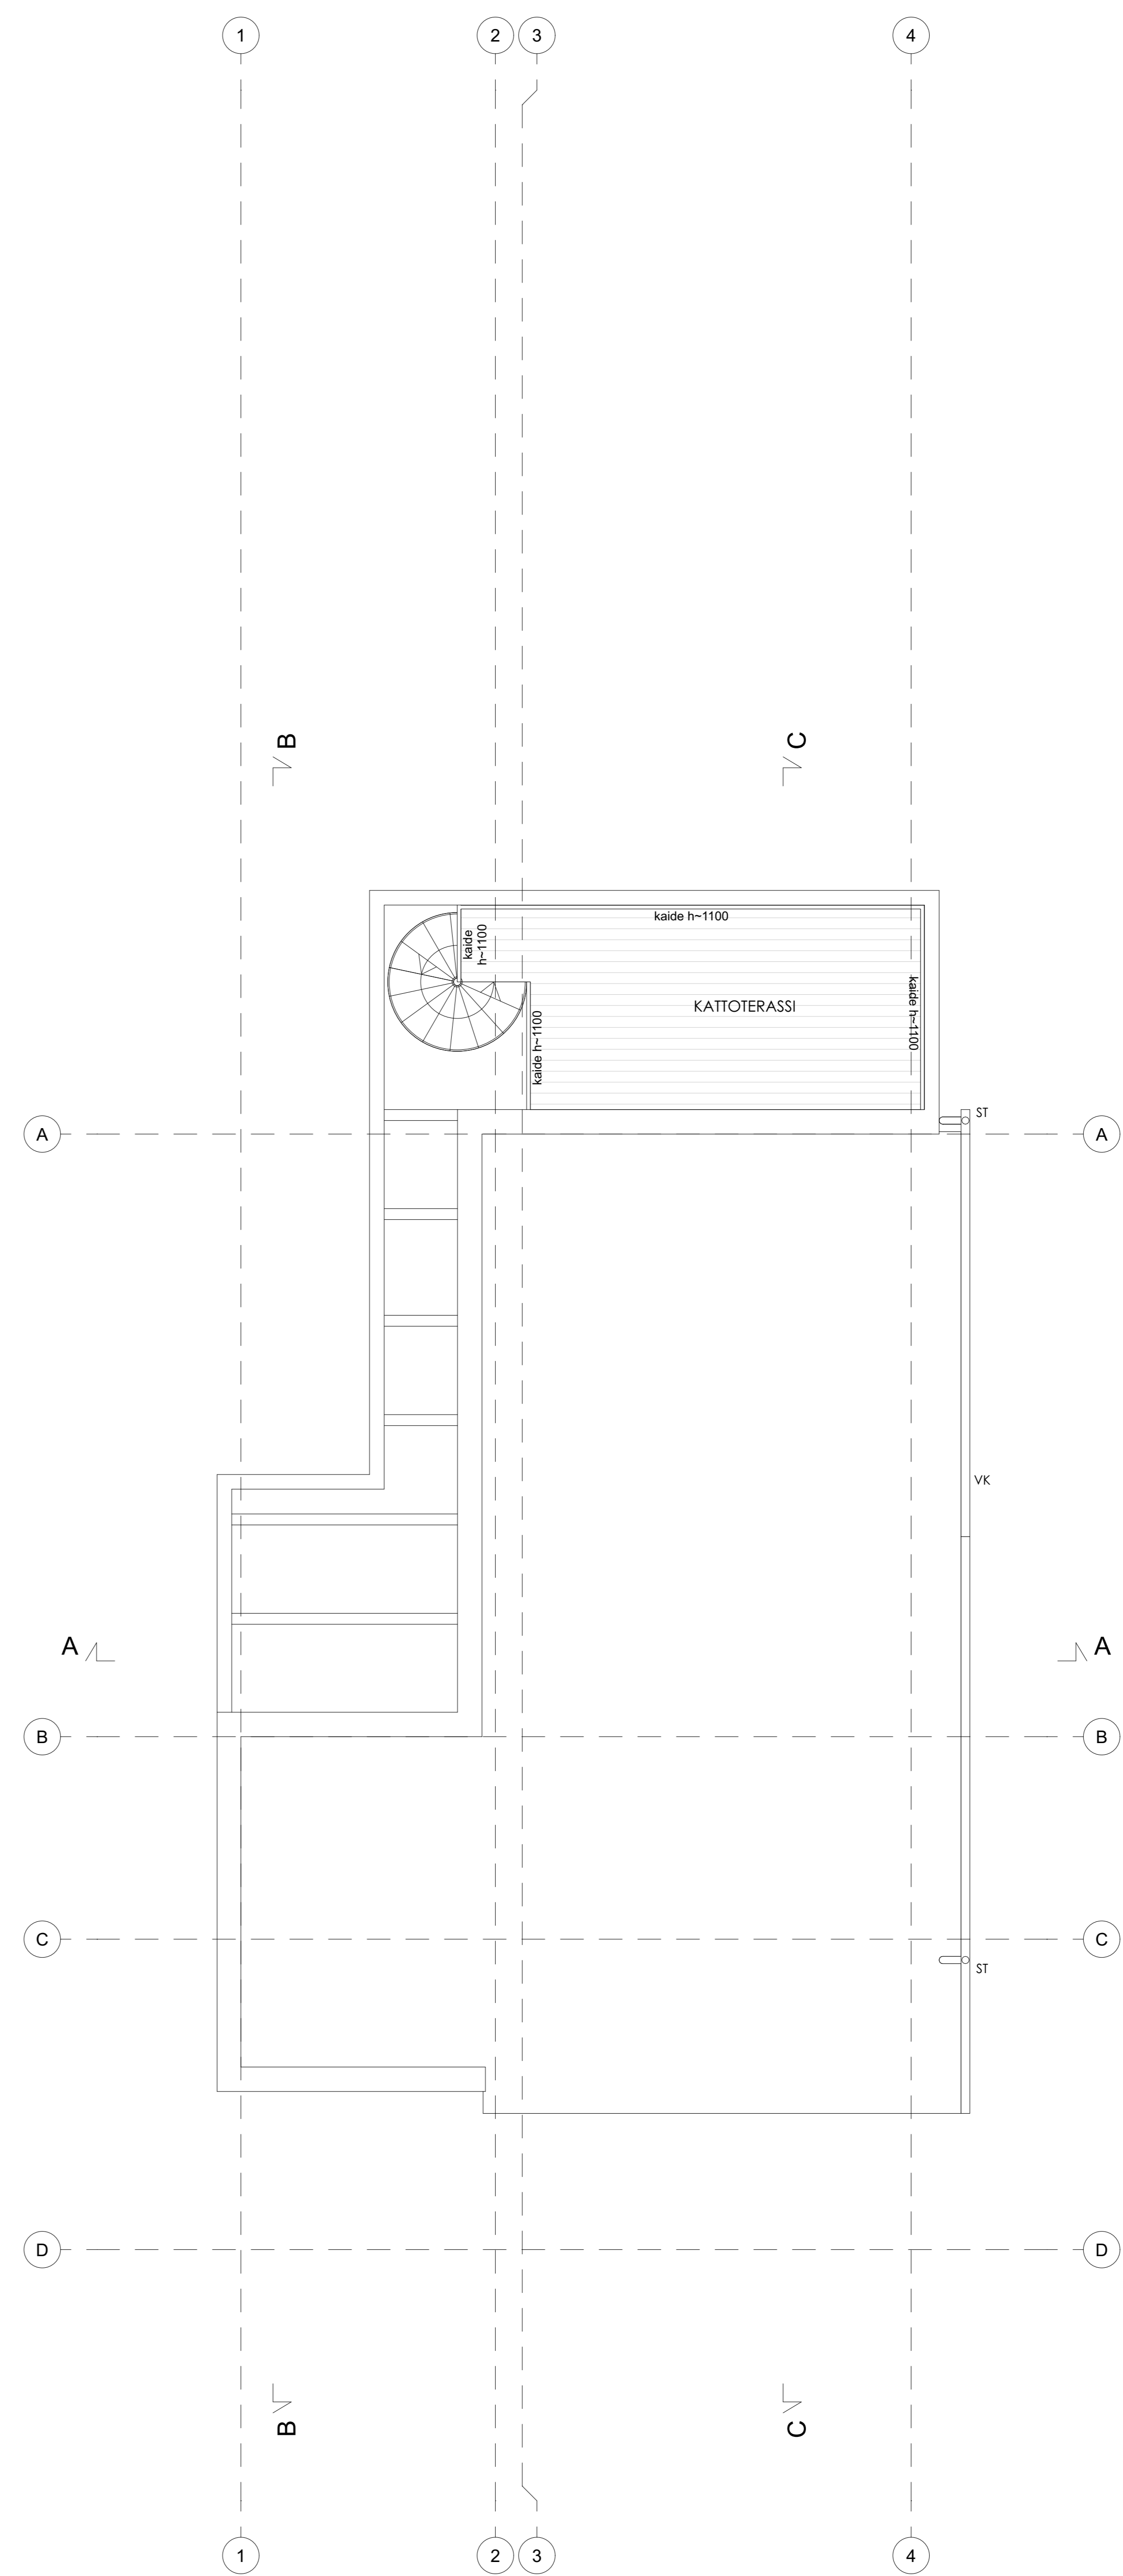 1
2
3
4
B
C
kaide h~1100
kaide
h~1100
KATTOTERASSI
kaide h~1100
kaide h~1100
ST
A
A
VK
A
A
B
B
C
C
ST
D
D
B
C
1
2
3
4